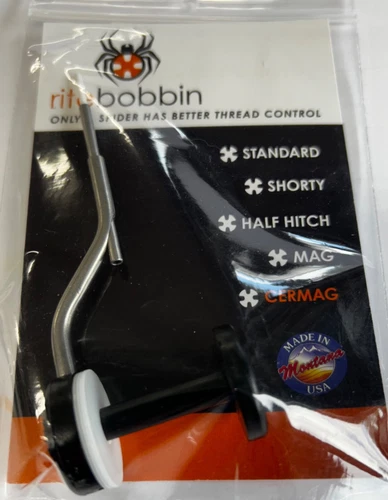 ritebobbin
ONLY A SPIDER HAS BETTER THREAD CONTROL
STANDARD
SHORTY
HALF HITCH
MAG
CERMAG
MADE IN
Montana
USA